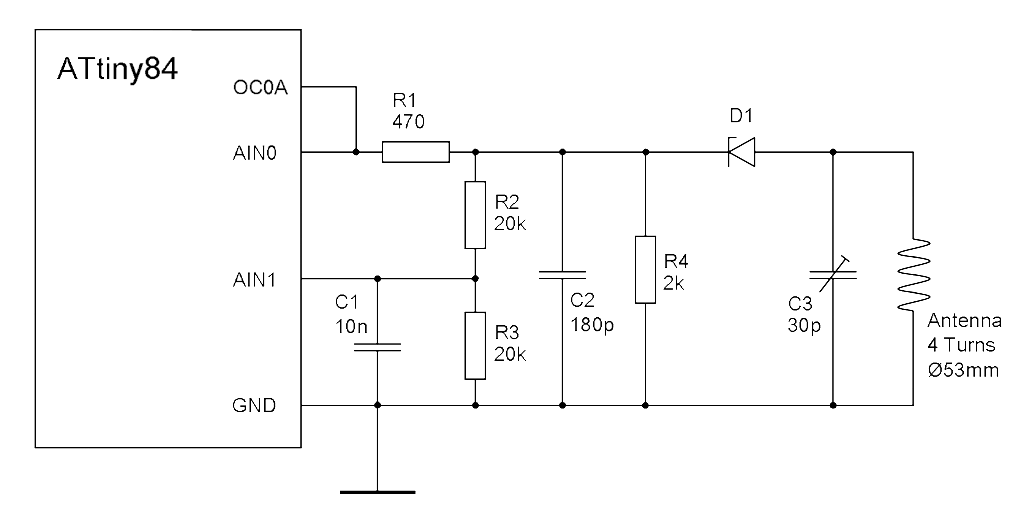 ATtiny84
OC0A
AIN0
AIN1
GND
R1
470
R2
20k
C1
10n
R3
20k
C2
180p
R4
2k
D1
C3
30p
Antenna
4 Turns
Ø53mm